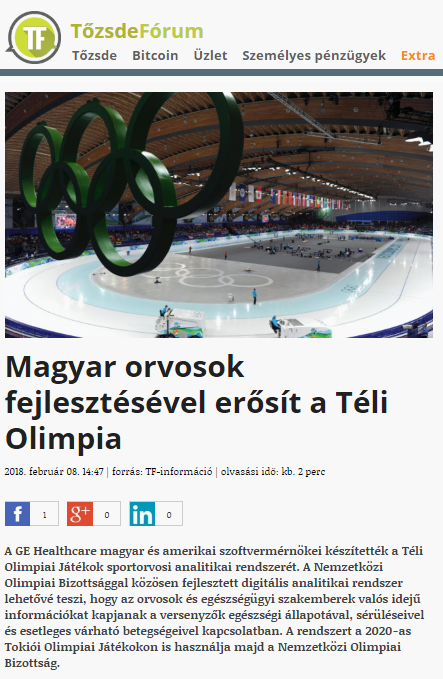 TF TőzsdeFórum
Tőzsde Bitcoin Üzlet Személyes pénzügyek Extra
Magyar orvosok
fejlesztésével erősít a Téli
Olimpia
2018. február 08. 14:47 | forrás: TF-információ | olvasási idő: kb. 2 perc
f 1 g+ 0 in 0
A GE Healthcare magyar és amerikai szoftvermérnökei készítették a Téli
Olimpiai Játékok sportorvosi analitikai rendszerét. A Nemzetközi
Olimpiai Bizottsággal közösen fejlesztett digitális analitikai rendszer
lehetővé teszi, hogy az orvosok és egészségügyi szakemberek valós idejű
információkat kapjanak a versenyzők egészségi állapotával, sérüléseivel
és esetleges várható betegségeivel kapcsolatban. A rendszert a 2020-as
Tokiói Olimpiai Játékokon is használja majd a Nemzetközi Olimpiai
Bizottság.